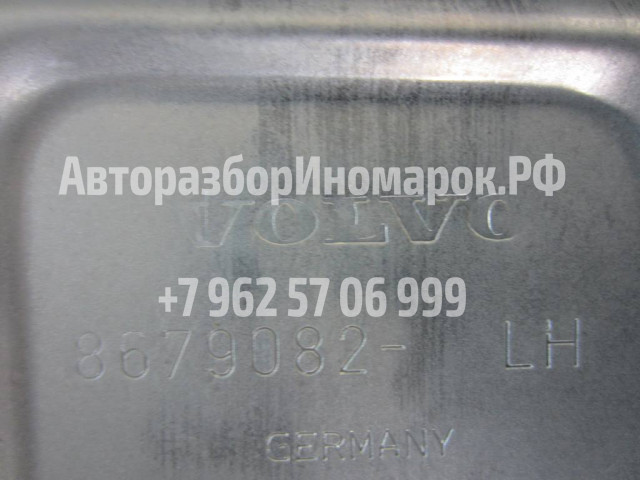 АвторазборИномарок.РФ
VOLVO
+7 962 57 06 999
8679082- LH
GERMANY